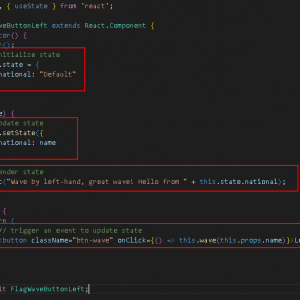 , { useState } from 'react';
aveButtonLeft extends React.Component {
tor() {
r();
nitialize state
.state = {
national: "Default"
e) {
pdate state
.setState({
national: name
ender state
t("Wave by left-hand, great wave! Hello from " + this.state.national);
{
n (
// trigger an event to update state
button className="btn-wave" onClick={() => this.wave(this.props.name)}>L
lt FlagWaveButtonLeft;